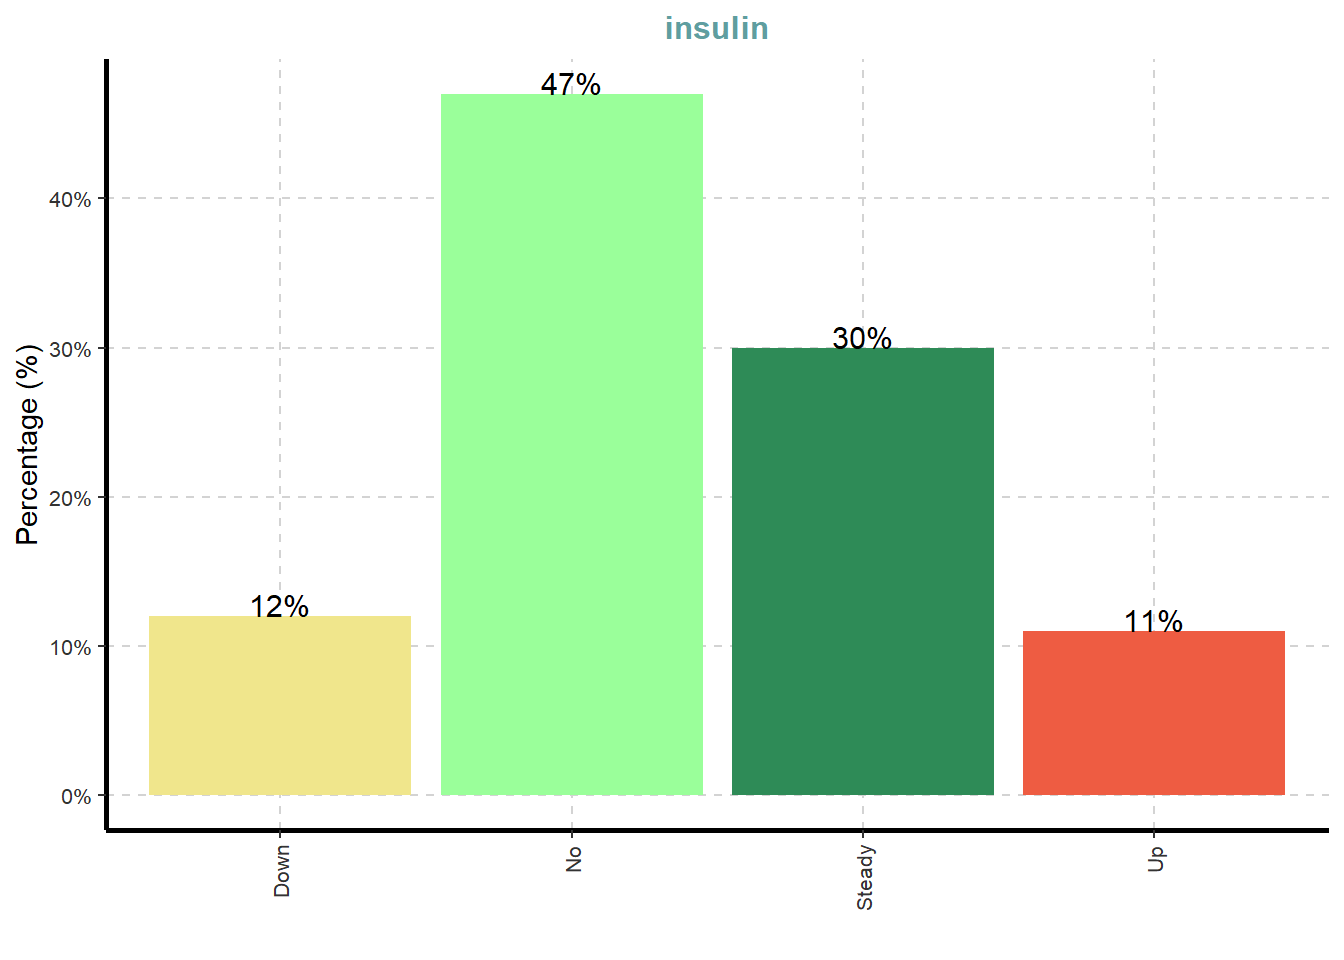 insulin
Percentage (%)
40%
30%
20%
10%
0%
12%
47%
30%
11%
Down
No
Steady
Up